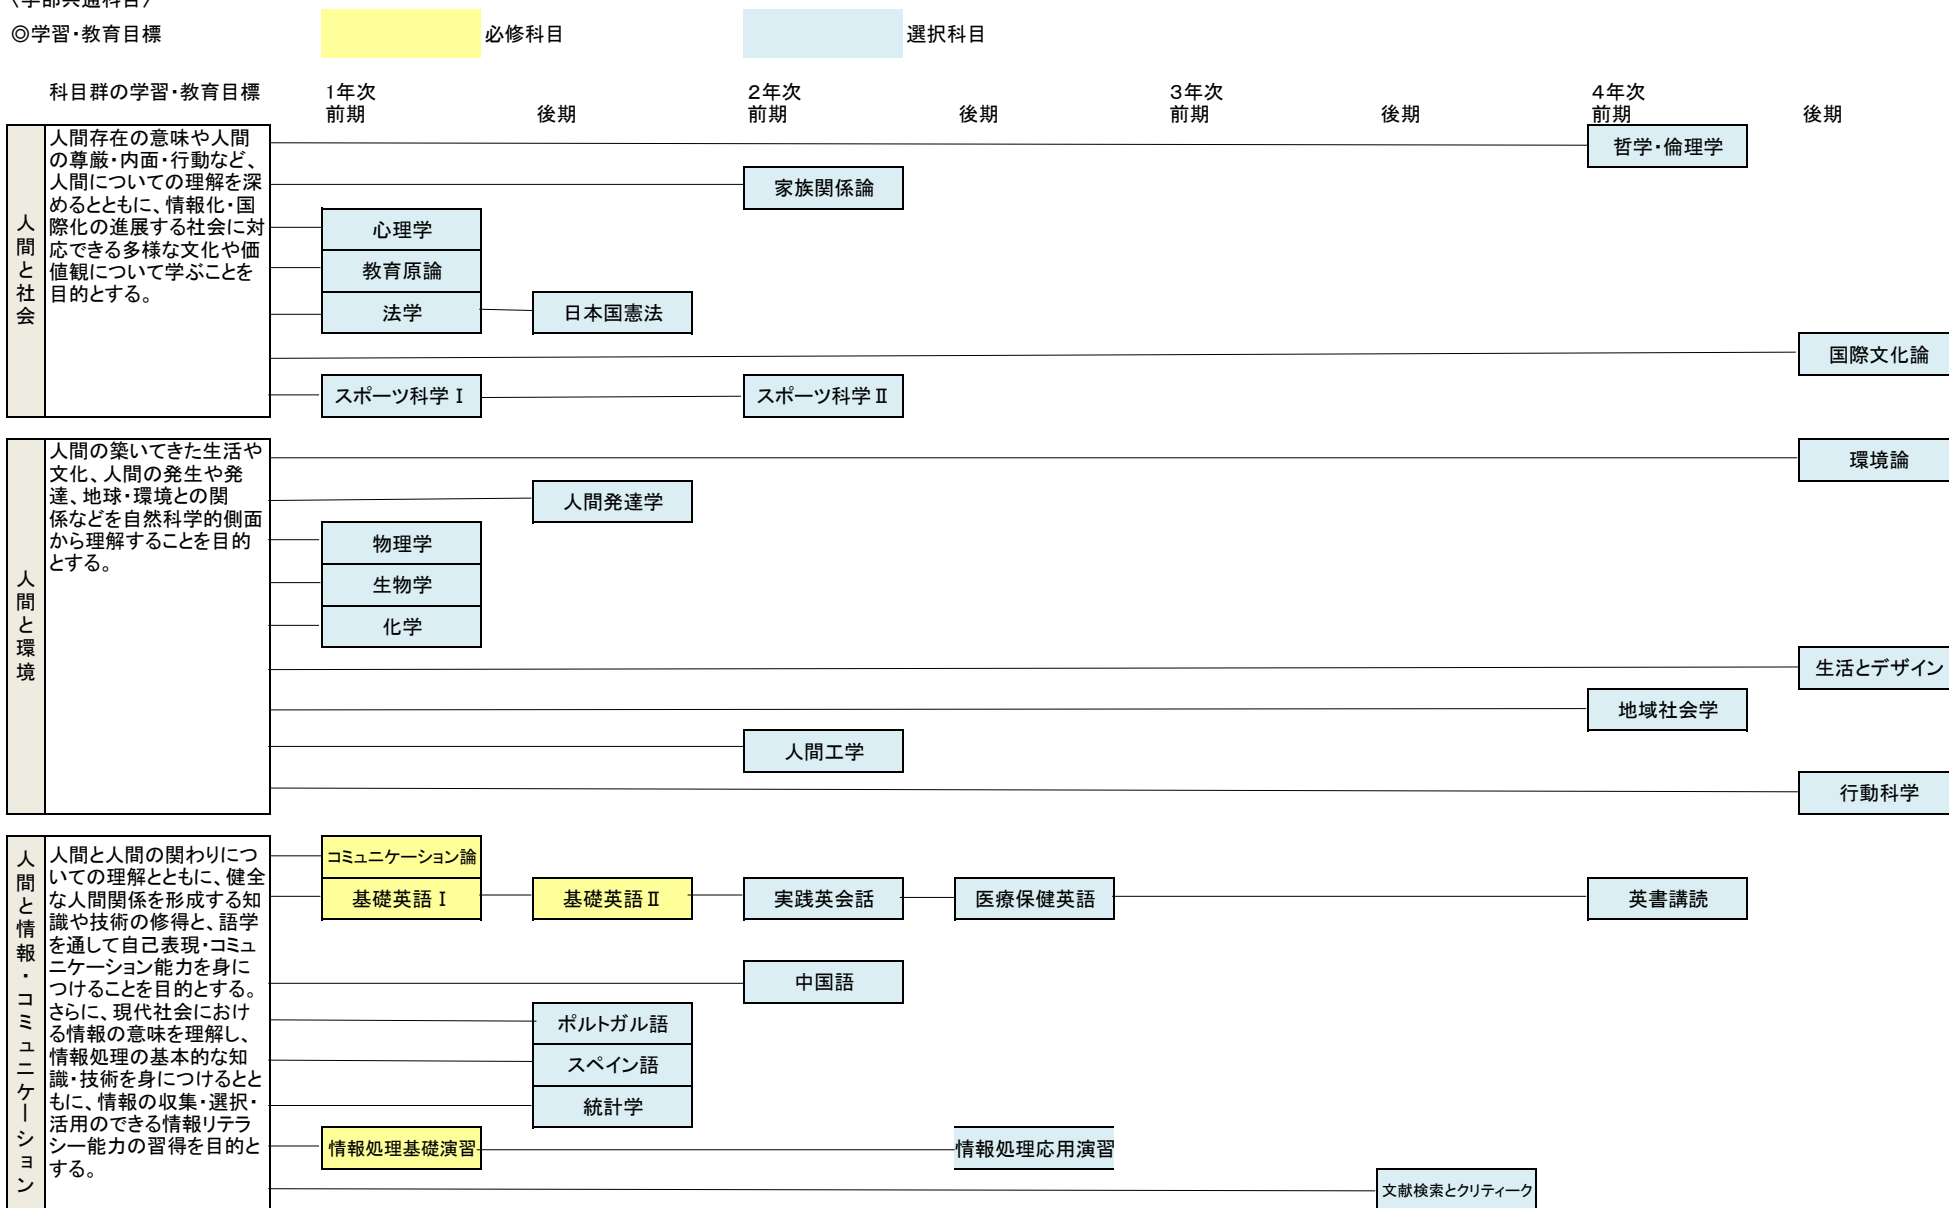 (学部共通科目)
◎学習・教育目標
必修科目
選択科目
科目群の学習・教育目標
1年次
前期
後期
2年次
前期
後期
3年次
前期
後期
4年次
前期
後期
人間と社会
人間存在の意味や人間
の尊厳・内面・行動など、
人間についての理解を深
めるとともに、情報化・国
際化の進展する社会に対
応できる多様な文化や価
値観について学ぶことを
目的とする。
哲学・倫理学
家族関係論
心理学
教育原論
法学
日本国憲法
国際文化論
スポーツ科学Ⅰ
スポーツ科学Ⅱ
人間と環境
人間の築いてきた生活や
文化、人間の発生や発
達、地球・環境との関
係などを自然科学的側面
から理解することを目的
とする。
環境論
人間発達学
物理学
生物学
化学
生活とデザイン
地域社会学
人間工学
行動科学
人間と情報・コミュニケーション
人間と人間の関わりにつ
いての理解とともに、健全
な人間関係を形成する知
識や技術の修得と、語学
を通して自己表現・コミュ
ニケーション能力を身に
つけることを目的とする。
さらに、現代社会におけ
る情報の意味を理解し、
情報処理の基本的な知
識・技術を身につけるとと
もに、情報の収集・選択・
活用のできる情報リテラ
シー能力の習得を目的と
する。
コミュニケーション論
基礎英語Ⅰ
基礎英語Ⅱ
実践英会話
医療保健英語
英書講読
中国語
ポルトガル語
スペイン語
統計学
情報処理基礎演習
情報処理応用演習
文献検索とクリティーク